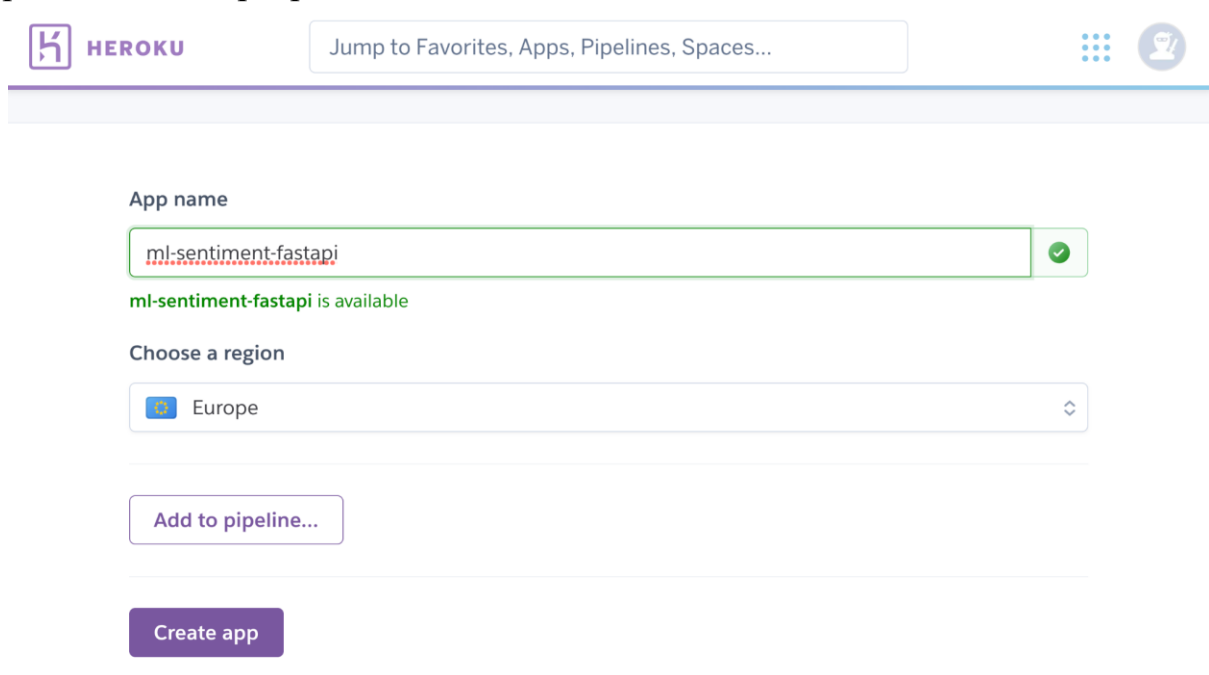 HEROKU
Jump to Favorites, Apps, Pipelines, Spaces...
App name
ml-sentiment-fastapi
ml-sentiment-fastapi is available
Choose a region
Europe
Add to pipeline...
Create app